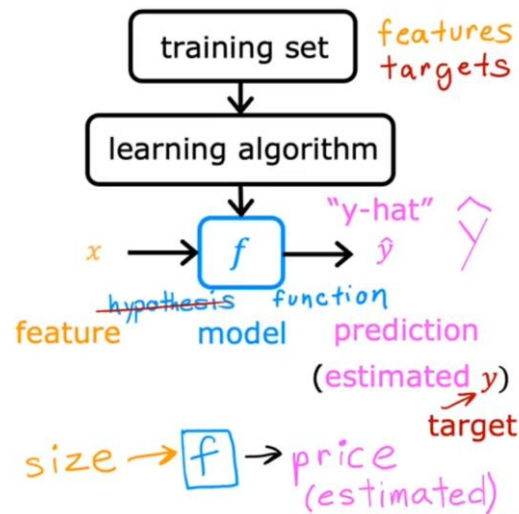 training set features
targets
learning algorithm
"y-hat"
x f ŷ ŷ
hypothesis function
feature model prediction
(estimated y)
target
size → f → price
(estimated)